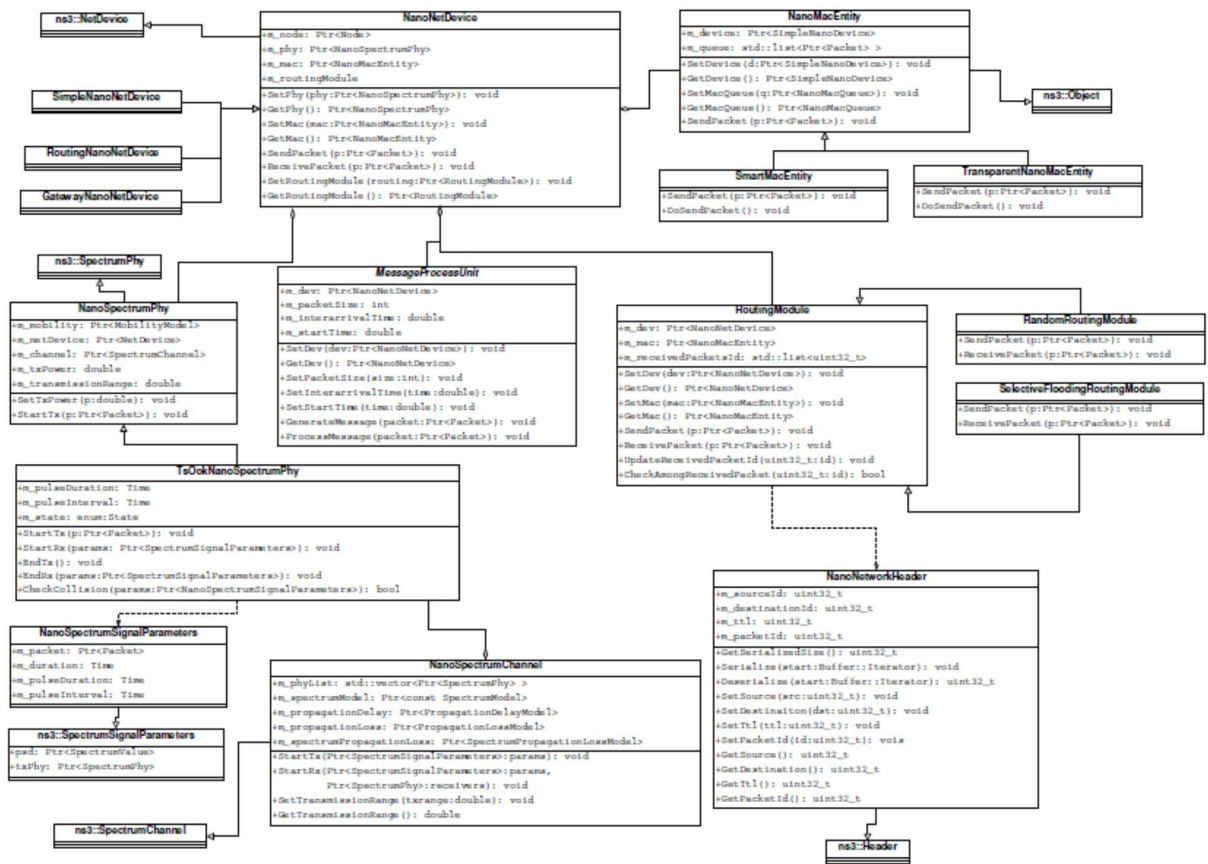 ns3::NetDevice
SimpleNanoNetDevice
RoutingNanoNetDevice
GatewayNanoNetDevice
NanoNetDevice
+m_node: Ptr<Node>
+m_phy: Ptr<NanoSpectrumPhy>
+m_mac: Ptr<NanoMacEntity>
+m_routingModule
+SetPhy(phy:Ptr<NanoSpectrumPhy>): void
+GetPhy(): Ptr<NanoSpectrumPhy>
+SetMac(mac:Ptr<NanoMacEntity>): void
+GetMac(): Ptr<NanoMacEntity>
+SendPacket(p:Ptr<Packet>): void
+ReceivePacket(p:Ptr<Packet>): void
+SetRoutingModule(routing:Ptr<RoutingModule>): void
+GetRoutingModule(): Ptr<RoutingModule>
NanoMacEntity
+m_device: Ptr<SimpleNanoDevice>
+m_queue: std::list<Ptr<Packet> >
+SetDevice(d:Ptr<SimpleNanoDevice>): void
+GetDevice(): Ptr<SimpleNanoDevice>
+SetMacQueue(q:Ptr<NanoMacQueue>): void
+GetMacQueue(): Ptr<NanoMacQueue>
+SendPacket(p:Ptr<Packet>): void
ns3::Object
SmartMacEntity
+SendPacket(p:Ptr<Packet>): void
+DoSendPacket(): void
TransparentNanoMacEntity
+SendPacket(p:Ptr<Packet>): void
+DoSendPacket(): void
ns3::SpectrumPhy
NanoSpectrumPhy
+m_mobility: Ptr<MobilityModel>
+m_netDevice: Ptr<NetDevice>
+m_channel: Ptr<SpectrumChannel>
+m_txPower: double
+m_transmissionRange: double
+SetTxPower(p:double): void
+StartTx(p:Ptr<Packet>): void
MessageProcessUnit
+m_dev: Ptr<NanoNetDevice>
+m_packetSize: int
+m_interarrivalTime: double
+m_startTime: double
+SetDev(dev:Ptr<NanoNetDevice>): void
+GetDev(): Ptr<NanoNetDevice>
+SetPacketSize(size:int): void
+SetInterarrivalTime(time:double): void
+SetStartTime(time:double): void
+GenerateMessage(packet:Ptr<Packet>): void
+ProcessMessage(packet:Ptr<Packet>): void
RoutingModule
+m_dev: Ptr<NanoNetDevice>
+m_mac: Ptr<NanoMacEntity>
+m_receivedPacketsId: std::list<uint32_t>
+SetDev(dev:Ptr<NanoNetDevice>): void
+GetDev(): Ptr<NanoNetDevice>
+SetMac(mac:Ptr<NanoMacEntity>): void
+GetMac(): Ptr<NanoMacEntity>
+SendPacket(p:Ptr<Packet>): void
+ReceivePacket(p:Ptr<Packet>): void
+UpdateReceivedPacketId(uint32_t:id): void
+CheckAmongReceivedPacket(uint32_t:id): bool
RandomRoutingModule
+SendPacket(p:Ptr<Packet>): void
+ReceivePacket(p:Ptr<Packet>): void
SelectiveFloodingRoutingModule
+SendPacket(p:Ptr<Packet>): void
+ReceivePacket(p:Ptr<Packet>): void
TsOokNanoSpectrumPhy
+m_pulseDuration: Time
+m_pulseInterval: Time
+m_state: enum:State
+StartTx(p:Ptr<Packet>): void
+StartRx(params: Ptr<SpectrumSignalParameters>): void
+EndTx(): void
+EndRx(params:Ptr<SpectrumSignalParameters>): void
+CheckCollision(params:Ptr<NanoSpectrumSignalParameters>): bool
NanoSpectrumSignalParameters
+m_packet: Ptr<Packet>
+m_duration: Time
+m_pulseDuration: Time
+m_pulseInterval: Time
ns3::SpectrumSignalParameters
+psd: Ptr<SpectrumValue>
+txPhy: Ptr<SpectrumPhy>
ns3::SpectrumChannel
NanoSpectrumChannel
+m_phyList: std::vector<Ptr<SpectrumPhy> >
+m_spectrumModel: Ptr<const SpectrumModel>
+m_propagationDelay: Ptr<PropagationDelayModel>
+m_propagationLoss: Ptr<PropagationLossModel>
+m_spectrumPropagationLoss: Ptr<SpectrumPropagationLossModel>
+StartTx(Ptr<SpectrumSignalParameters>:params): void
+StartRx(Ptr<SpectrumSignalParameters>:params,
Ptr<SpectrumPhy>:receivers): void
+SetTransmissionRange(txrange:double): void
+GetTransmissionRange(): double
NanoNetworkHeader
+m_sourceId: uint32_t
+m_destinationId: uint32_t
+m_ttl: uint32_t
+m_packetId: uint32_t
+GetSerializedSize(): uint32_t
+Serialize(start:Buffer::Iterator): void
+Deserialize(start:Buffer::Iterator): uint32_t
+SetSource(src:uint32_t): void
+SetDestinaiton(dst:uint32_t): void
+SetTtl(ttl:uint32_t): void
+SetPacketId(id:uint32_t): vois
+GetSource(): uint32_t
+GetDestination(): uint32_t
+GetTtl(): uint32_t
+GetPacketId(): uint32_t
ns3::Header